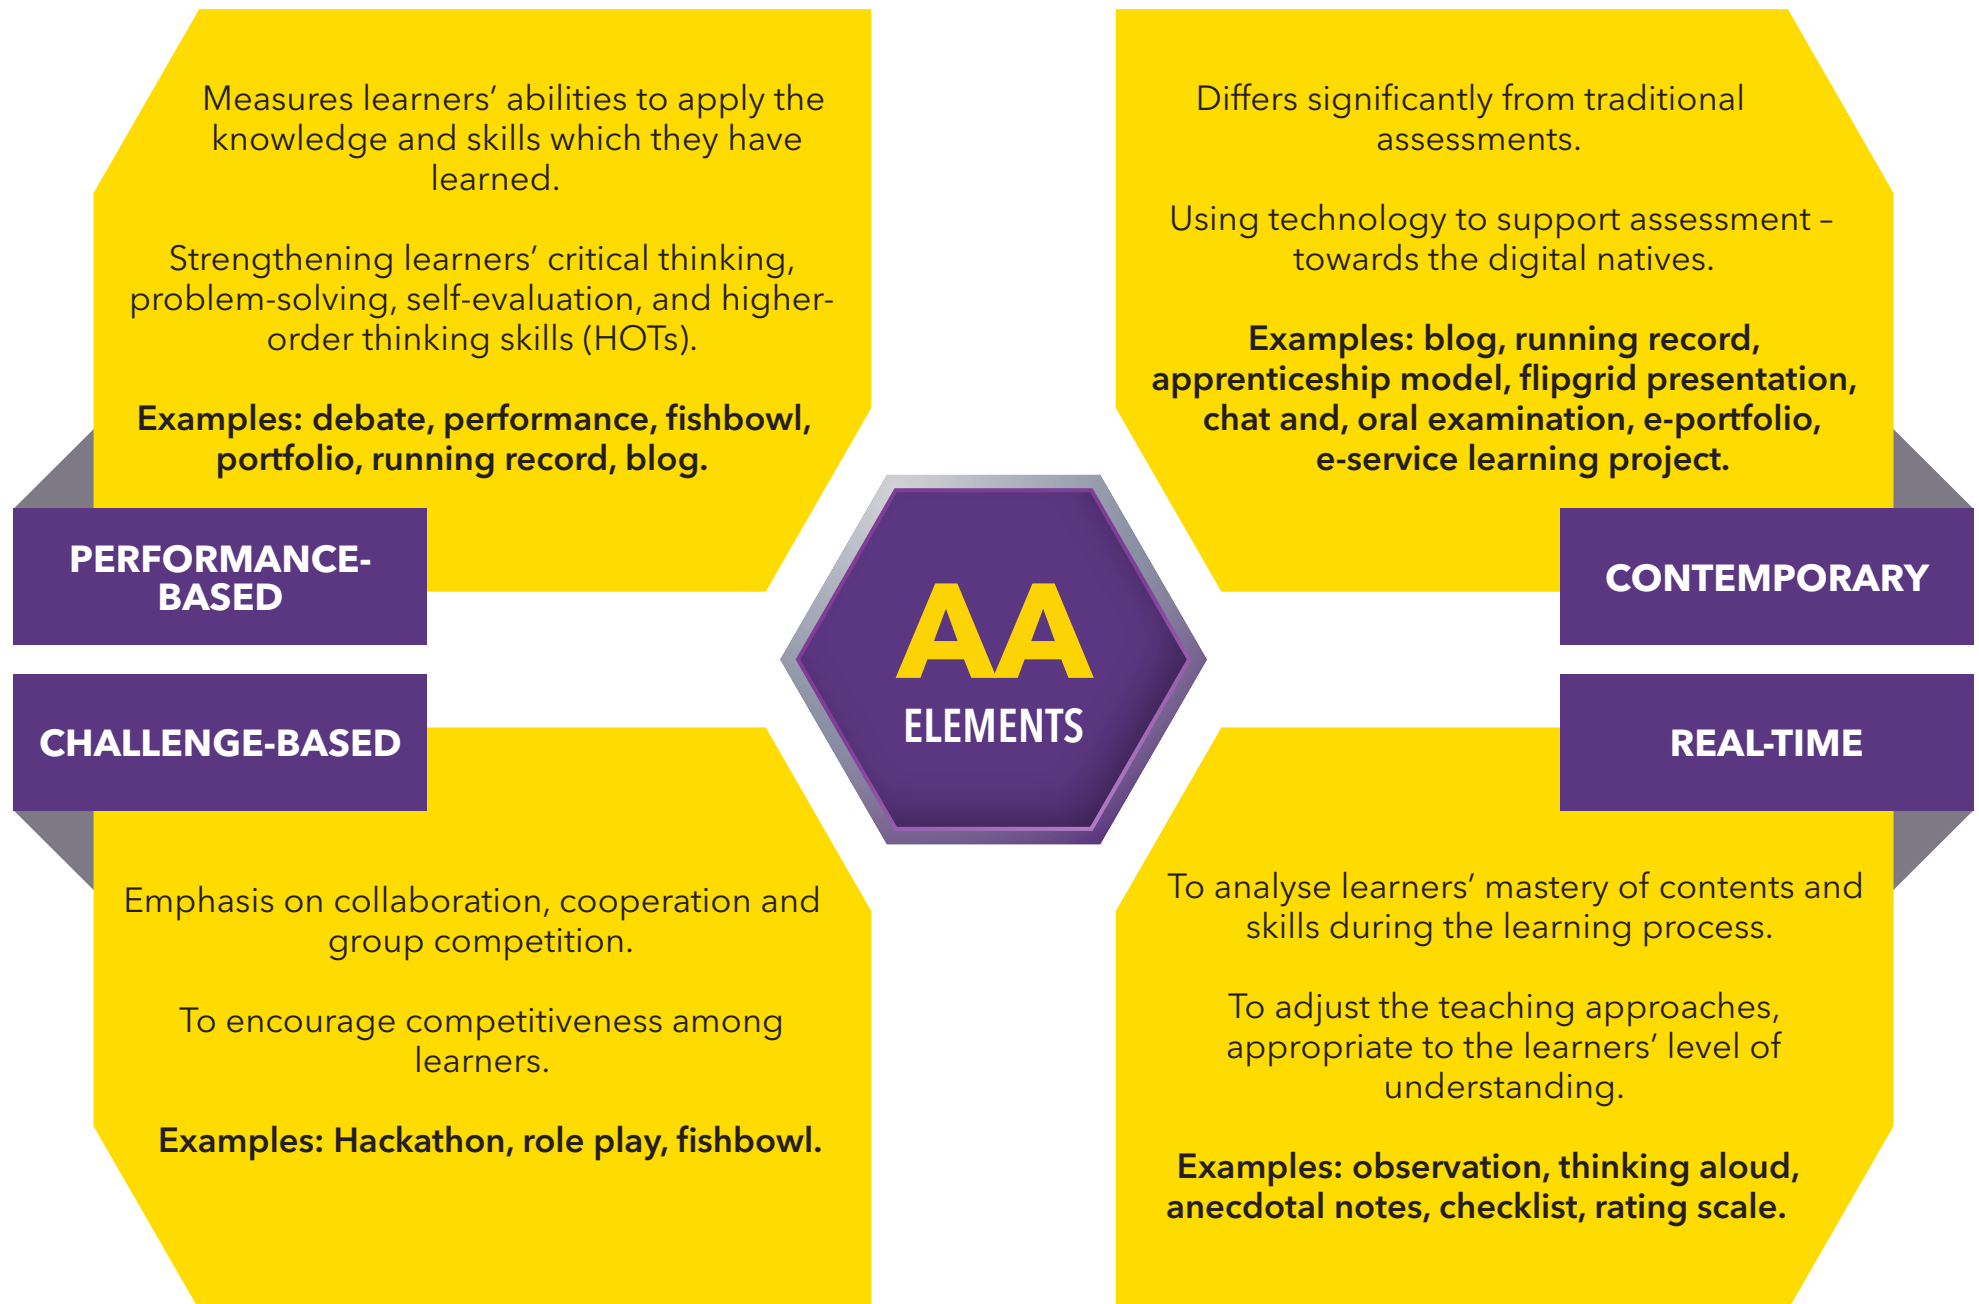 Measures learners’ abilities to apply the
knowledge and skills which they have
learned.
Strengthening learners’ critical thinking,
problem-solving, self-evaluation, and higher-
order thinking skills (HOTs).
Examples: debate, performance, fishbowl,
portfolio, running record, blog.
PERFORMANCE-
BASED
Differs significantly from traditional
assessments.
Using technology to support assessment –
towards the digital natives.
Examples: blog, running record,
apprenticeship model, flipgrid presentation,
chat and, oral examination, e-portfolio,
e-service learning project.
CONTEMPORARY
AA
ELEMENTS
CHALLENGE-BASED
Emphasis on collaboration, cooperation and
group competition.
To encourage competitiveness among
learners.
Examples: Hackathon, role play, fishbowl.
REAL-TIME
To analyse learners’ mastery of contents and
skills during the learning process.
To adjust the teaching approaches,
appropriate to the learners’ level of
understanding.
Examples: observation, thinking aloud,
anecdotal notes, checklist, rating scale.